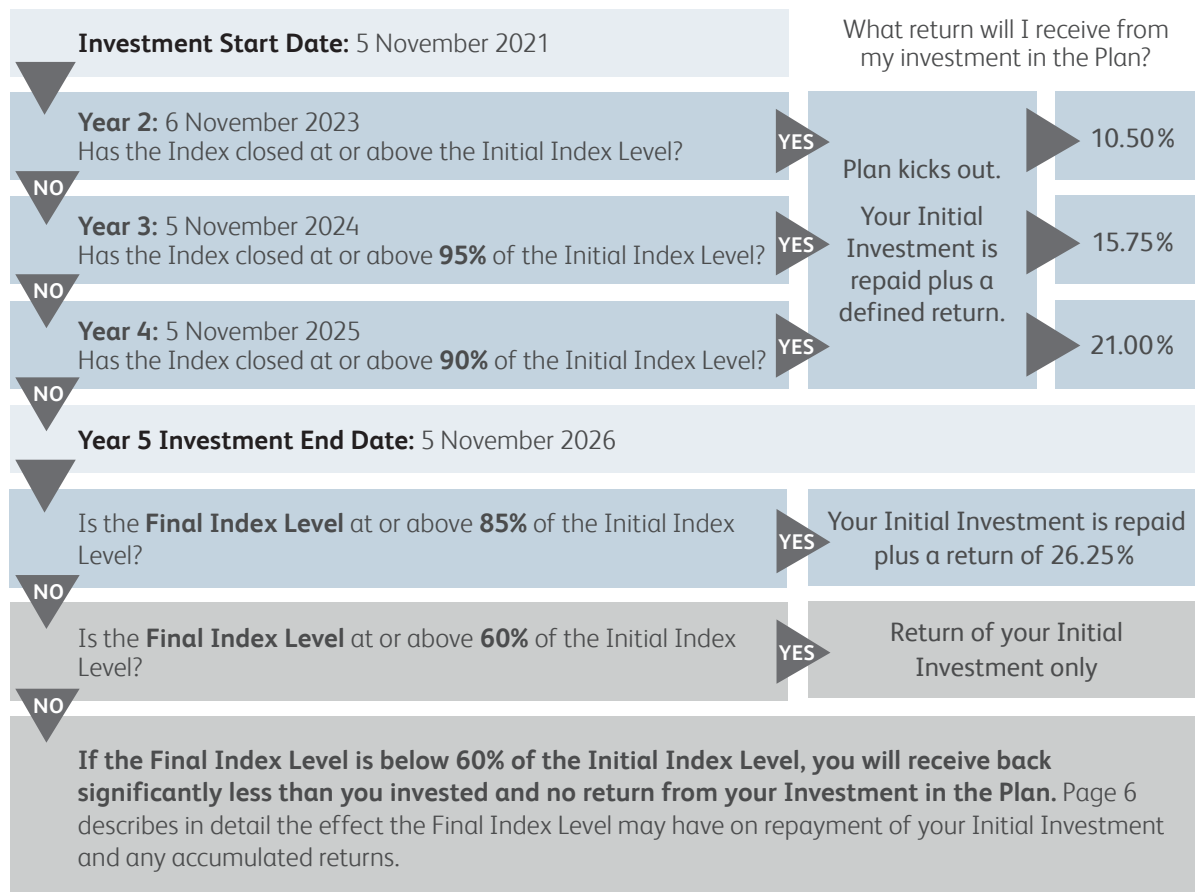 Investment Start Date: 5 November 2021
What return will I receive from
my investment in the Plan?
Year 2: 6 November 2023
Has the Index closed at or above the Initial Index Level?
YES
10.50%
NO
Year 3: 5 November 2024
Has the Index closed at or above 95% of the Initial Index Level?
YES
15.75%
NO
Year 4: 5 November 2025
Has the Index closed at or above 90% of the Initial Index Level?
YES
21.00%
Plan kicks out.
Your Initial
Investment is
repaid plus a
defined return.
NO
Year 5 Investment End Date: 5 November 2026
Is the Final Index Level at or above 85% of the Initial Index
Level?
YES
Your Initial Investment is repaid
plus a return of 26.25%
NO
Is the Final Index Level at or above 60% of the Initial Index
Level?
YES
Return of your Initial
Investment only
NO
If the Final Index Level is below 60% of the Initial Index Level, you will receive back
significantly less than you invested and no return from your Investment in the Plan. Page 6
describes in detail the effect the Final Index Level may have on repayment of your Initial Investment
and any accumulated returns.